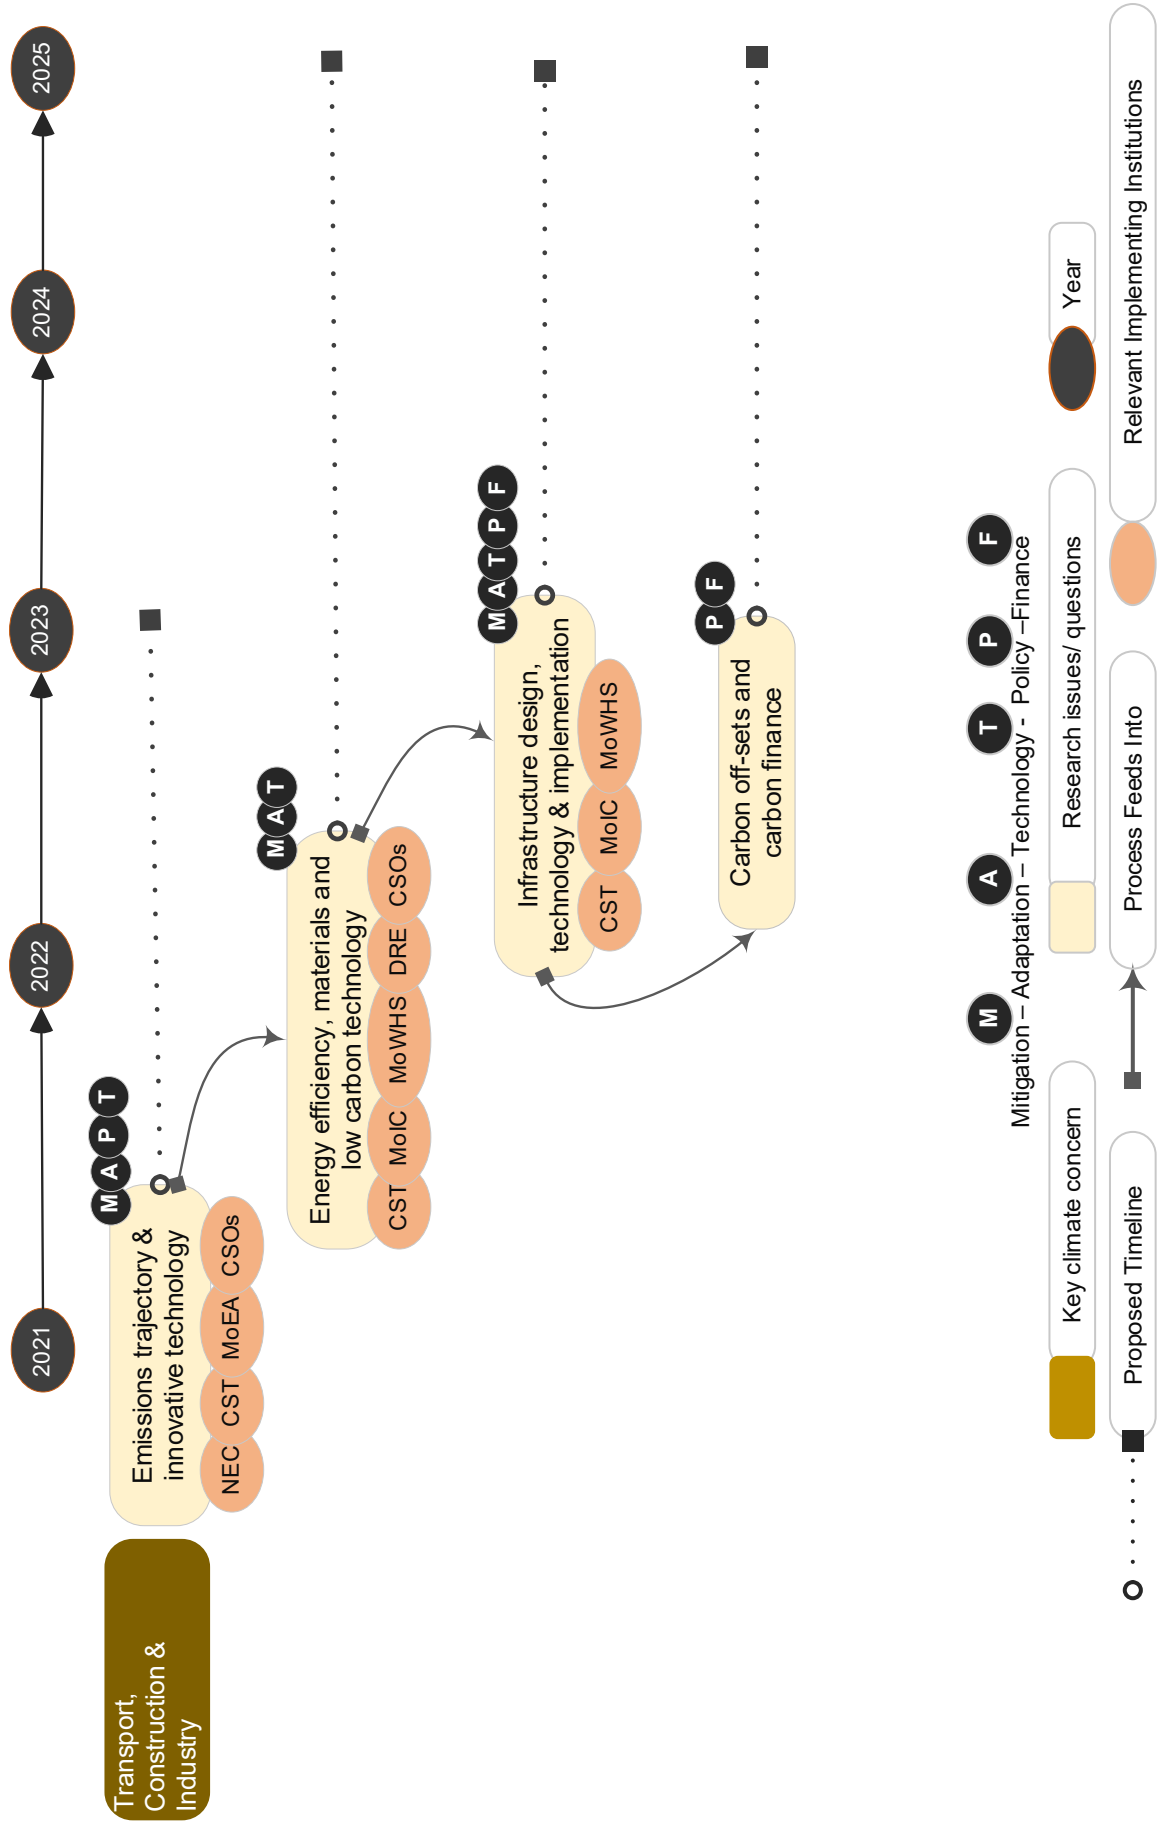 2021
2022
2023
2024
2025
Transport,
Construction &
Industry
Emissions trajectory &
innovative technology
M A P T
NEC CST MoEA CSOs
Energy efficiency, materials and
low carbon technology
M A T
CST MoIC MoWHS DRE CSOs
Infrastructure design,
technology & implementation
M A T P F
CST MoIC MoWHS
Carbon off-sets and
carbon finance
P F
M A T P F
Mitigation – Adaptation – Technology - Policy –Finance
Key climate concern
Research issues/ questions
Year
Proposed Timeline
Process Feeds Into
Relevant Implementing Institutions